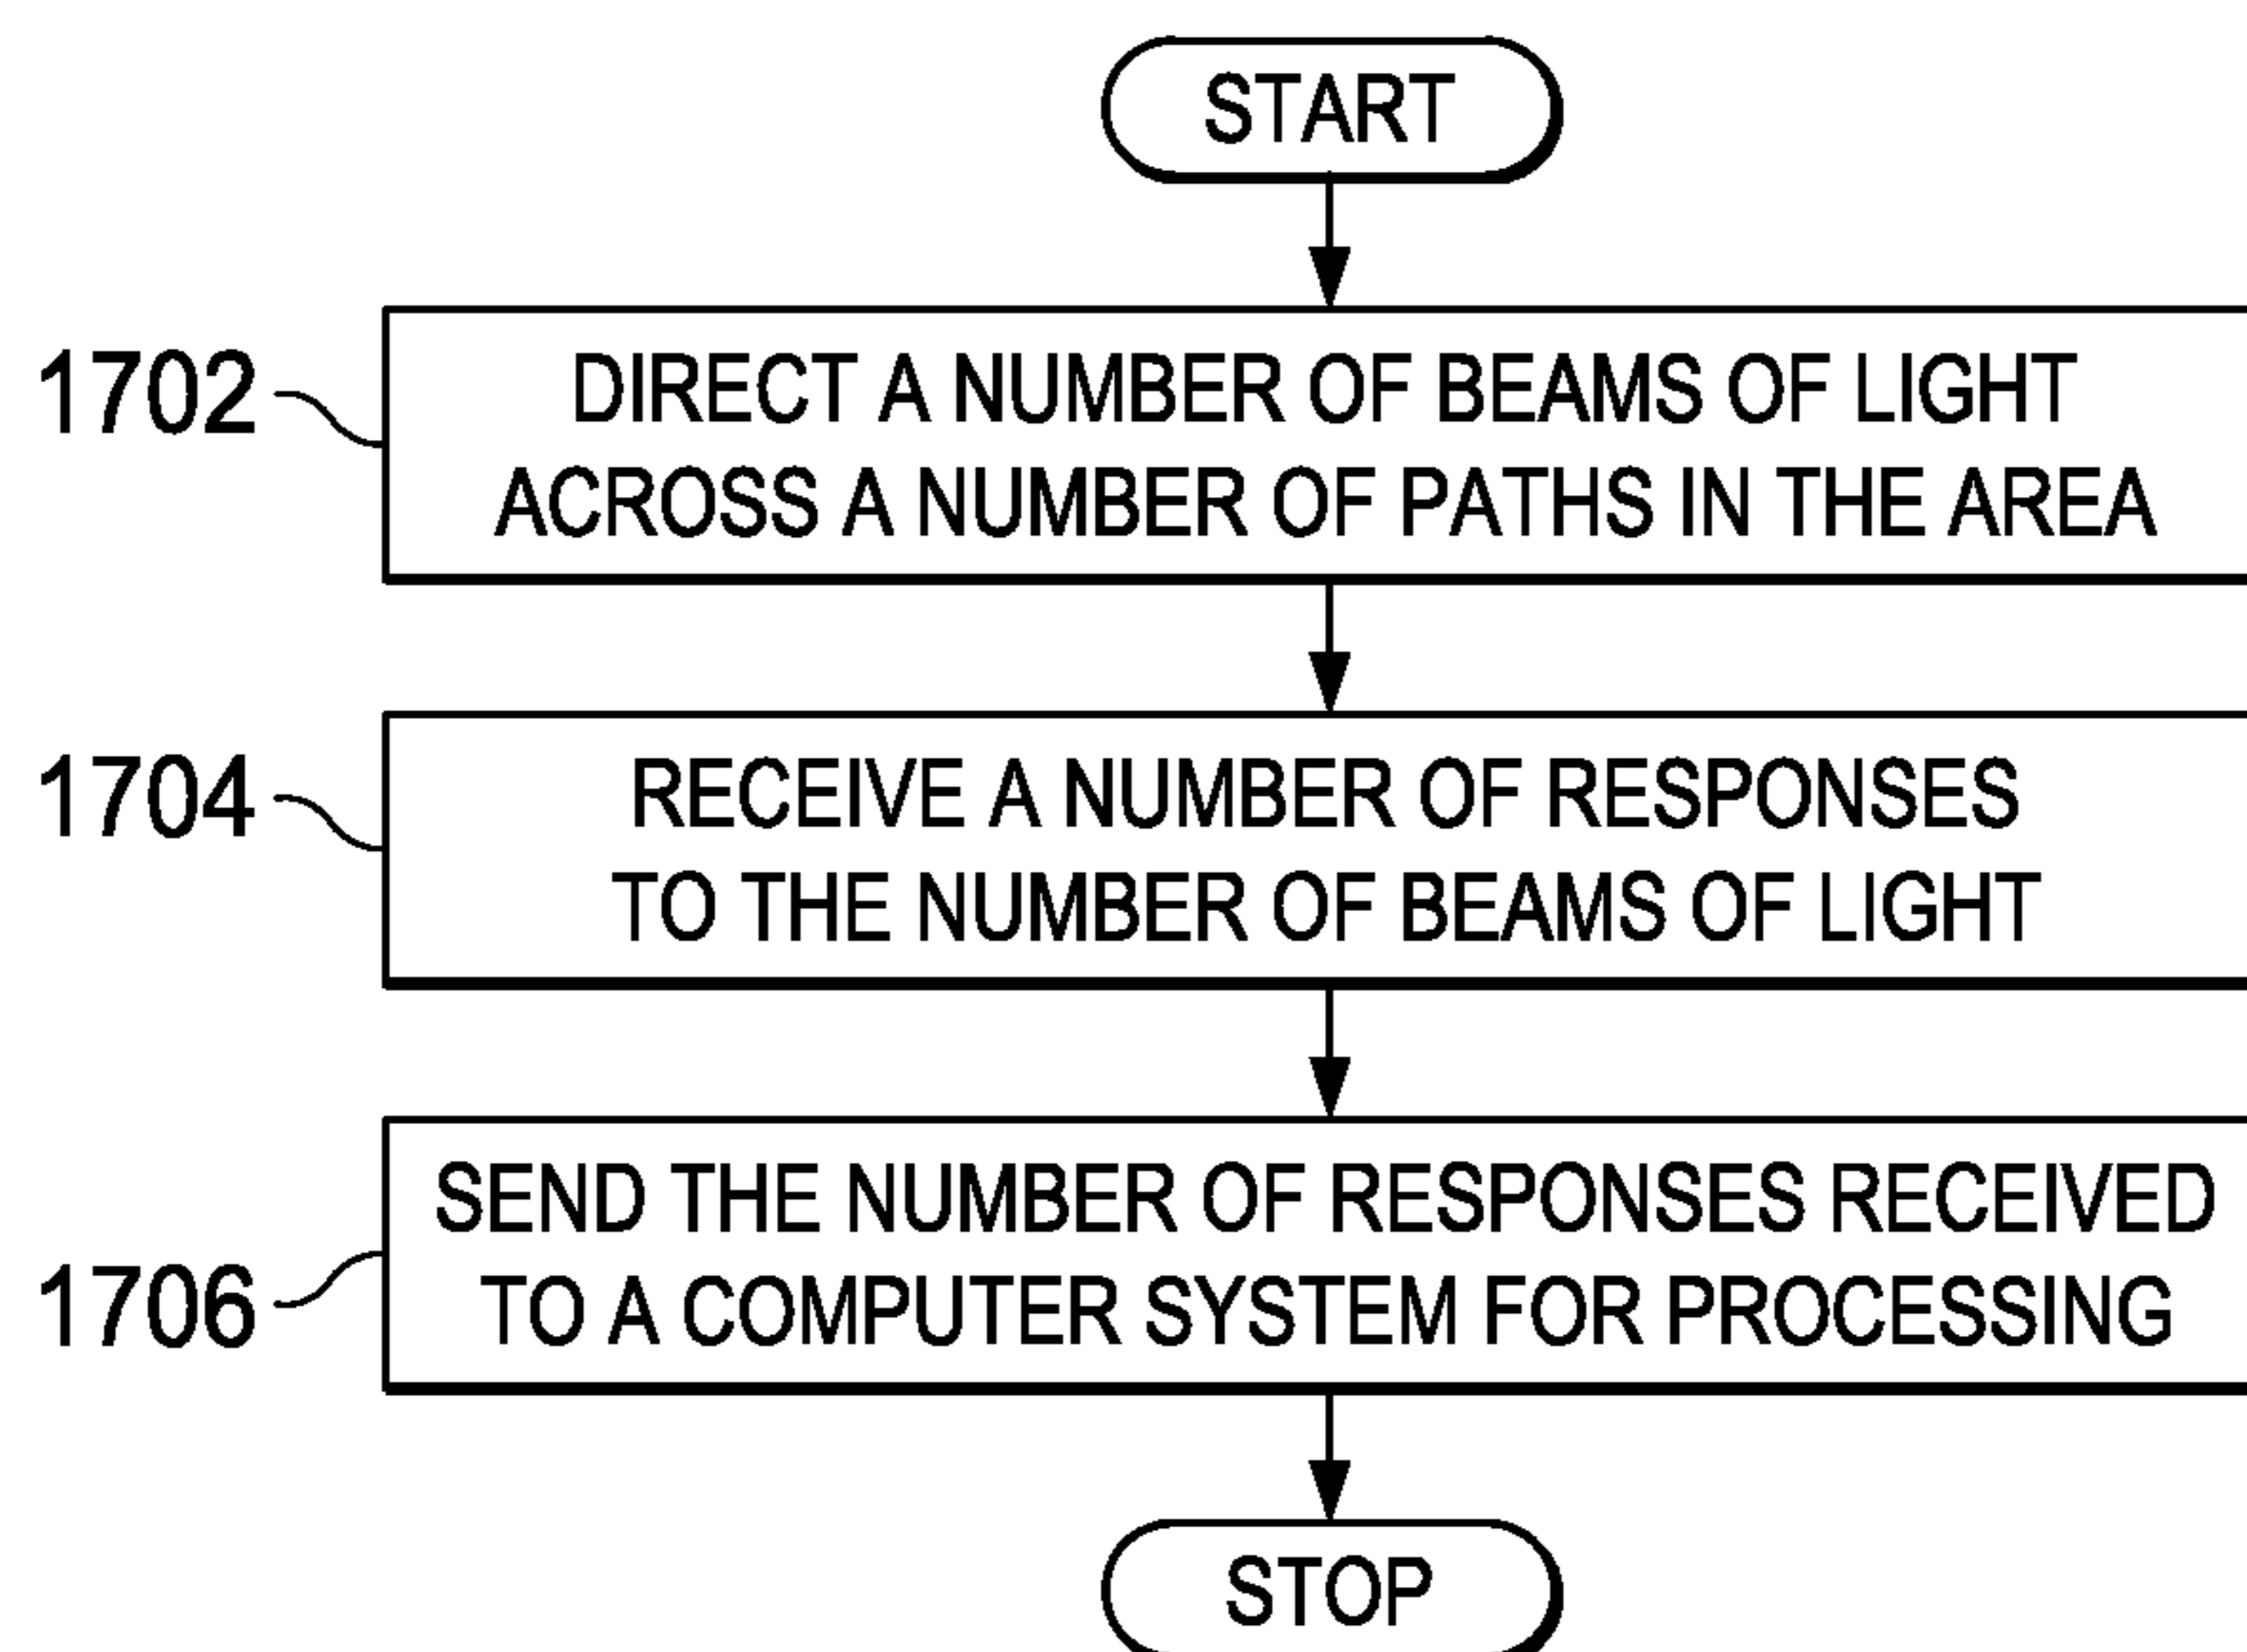 START
1702
DIRECT A NUMBER OF BEAMS OF LIGHT
ACROSS A NUMBER OF PATHS IN THE AREA
1704
RECEIVE A NUMBER OF RESPONSES
TO THE NUMBER OF BEAMS OF LIGHT
1706
SEND THE NUMBER OF RESPONSES RECEIVED
TO A COMPUTER SYSTEM FOR PROCESSING
STOP